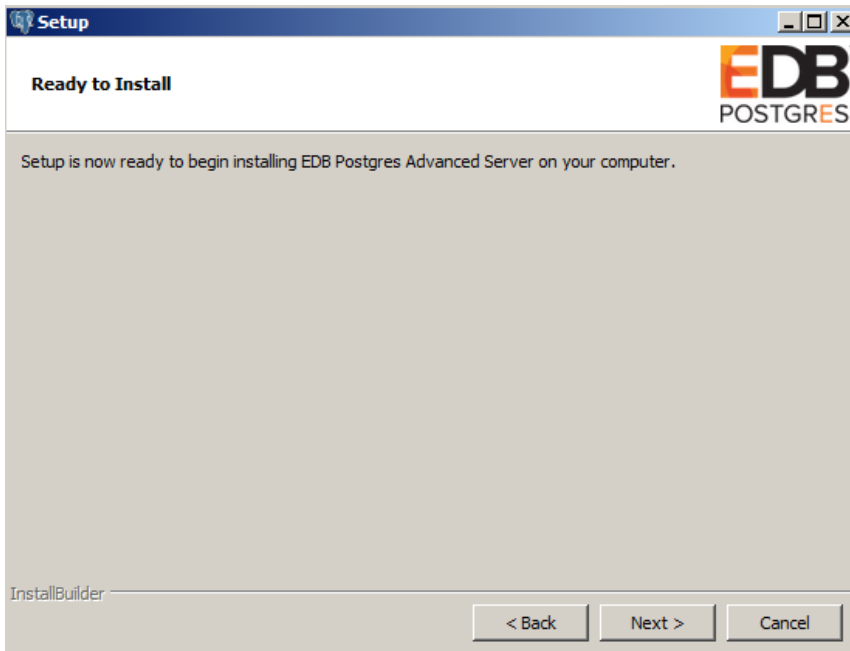 Setup
Ready to Install
EDB
POSTGRES
Setup is now ready to begin installing EDB Postgres Advanced Server on your computer.
InstallBuilder
< Back
Next >
Cancel